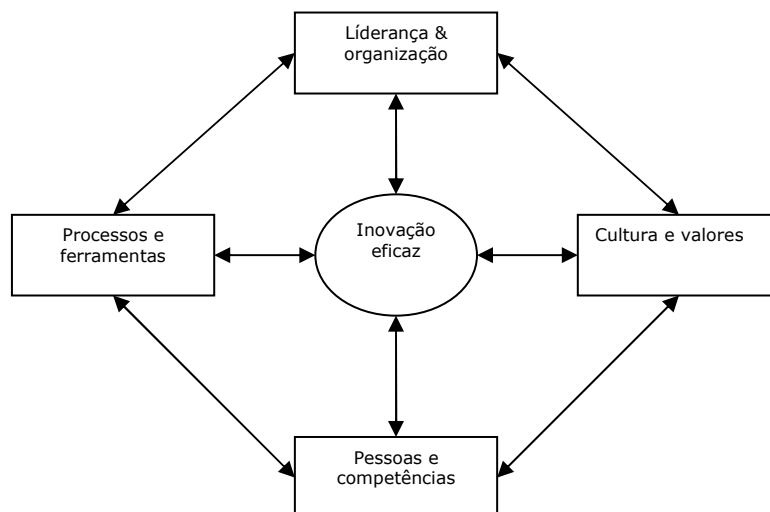 Líderança &
organização
Processos e
ferramentas
Inovação
eficaz
Cultura e valores
Pessoas e
competências